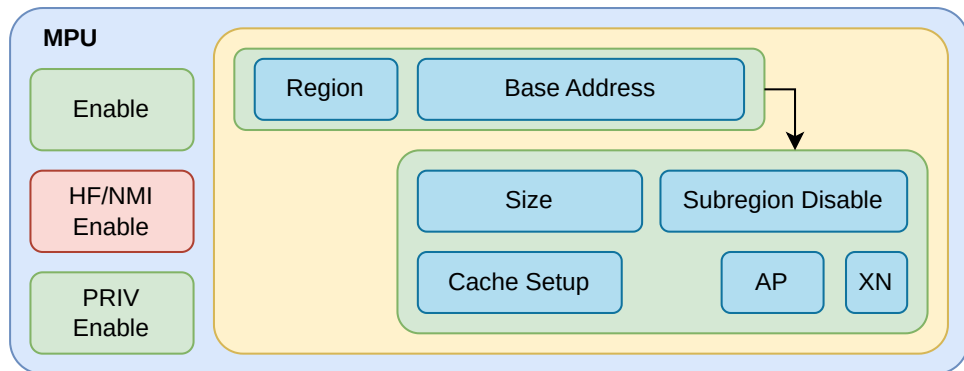 MPU
Enable
HF/NMI
Enable
PRIV
Enable
Region
Base Address
Size
Subregion Disable
Cache Setup
AP
XN